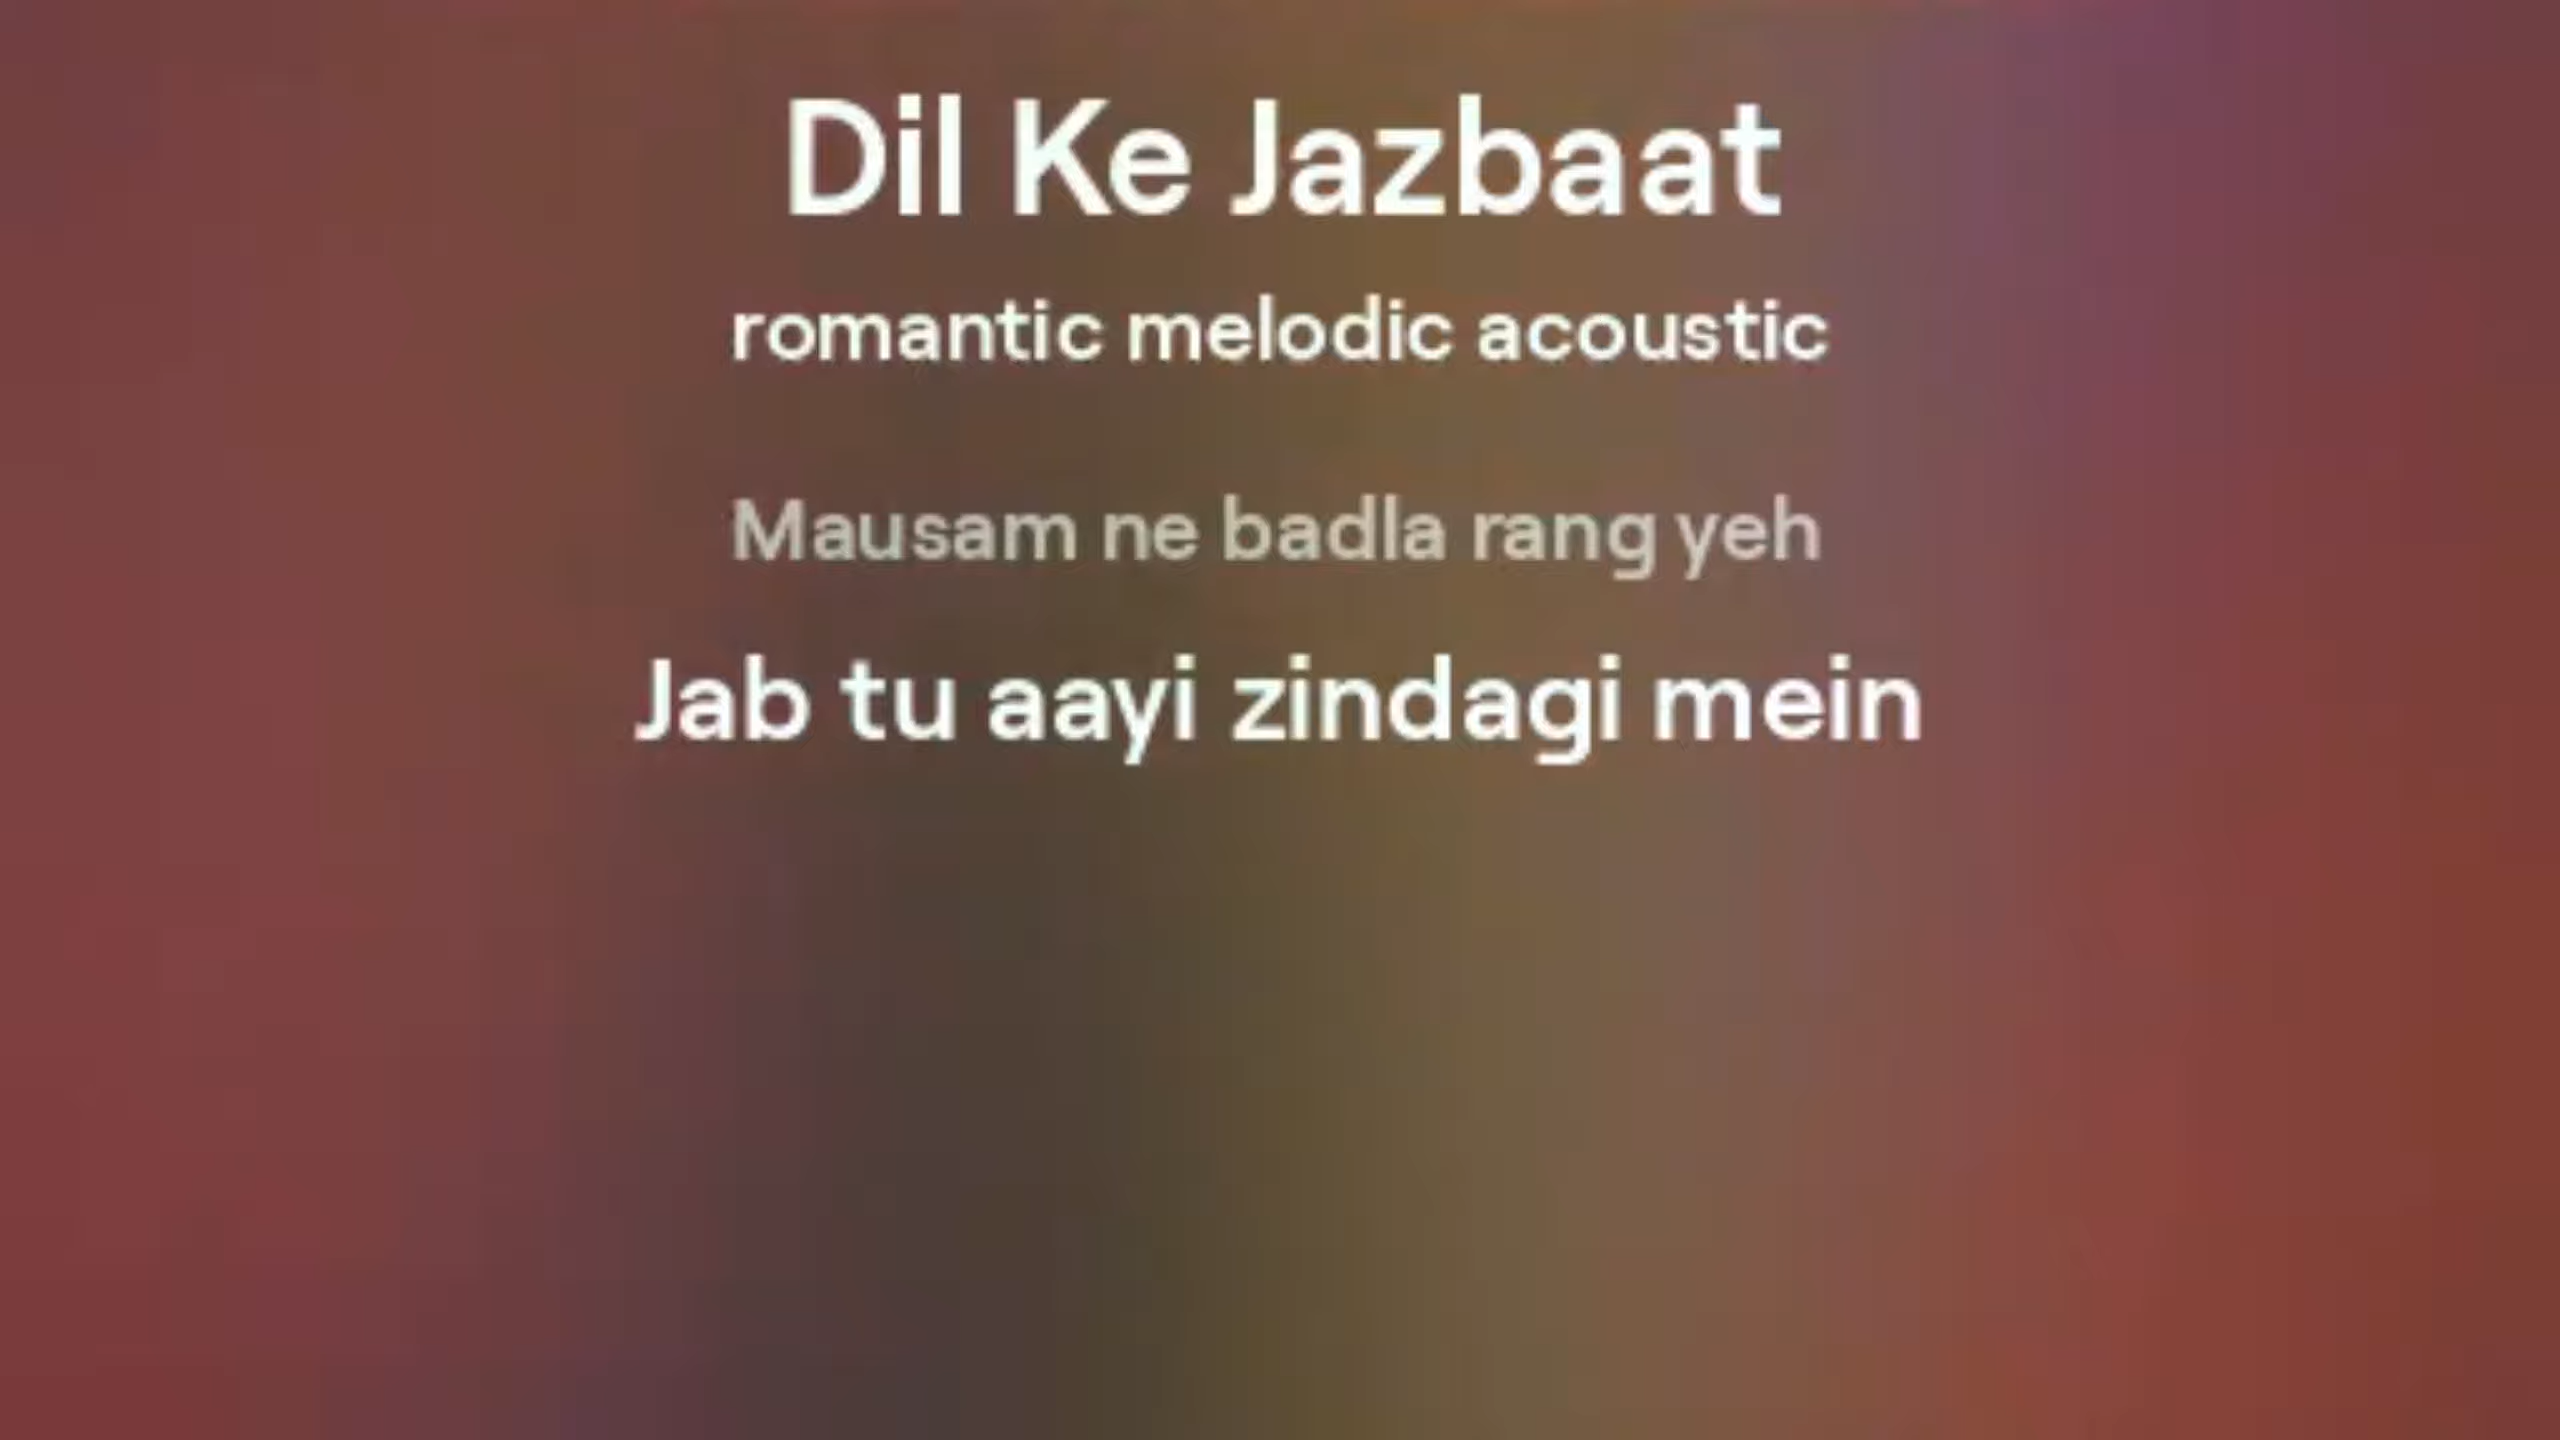 Dil Ke Jazbaat
romantic melodic acoustic
Mausam ne badla rang yeh
Jab tu aayi zindagi mein